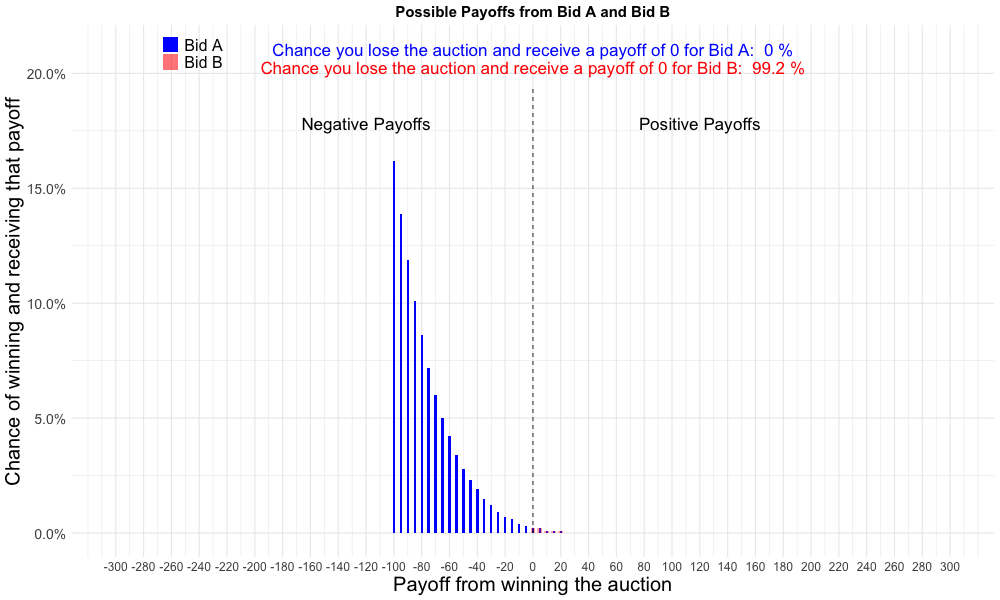 Possible Payoffs from Bid A and Bid B
Bid A
Bid B
Chance you lose the auction and receive a payoff of 0 for Bid A:  0 %
Chance you lose the auction and receive a payoff of 0 for Bid B:  99.2 %
Negative Payoffs
Positive Payoffs
Chance of winning and receiving that payoff
20.0%
15.0%
10.0%
5.0%
0.0%
-300 -280 -260 -240 -220 -200 -180 -160 -140 -120 -100 -80 -60 -40 -20 0 20 40 60 80 100 120 140 160 180 200 220 240 260 280 300
Payoff from winning the auction